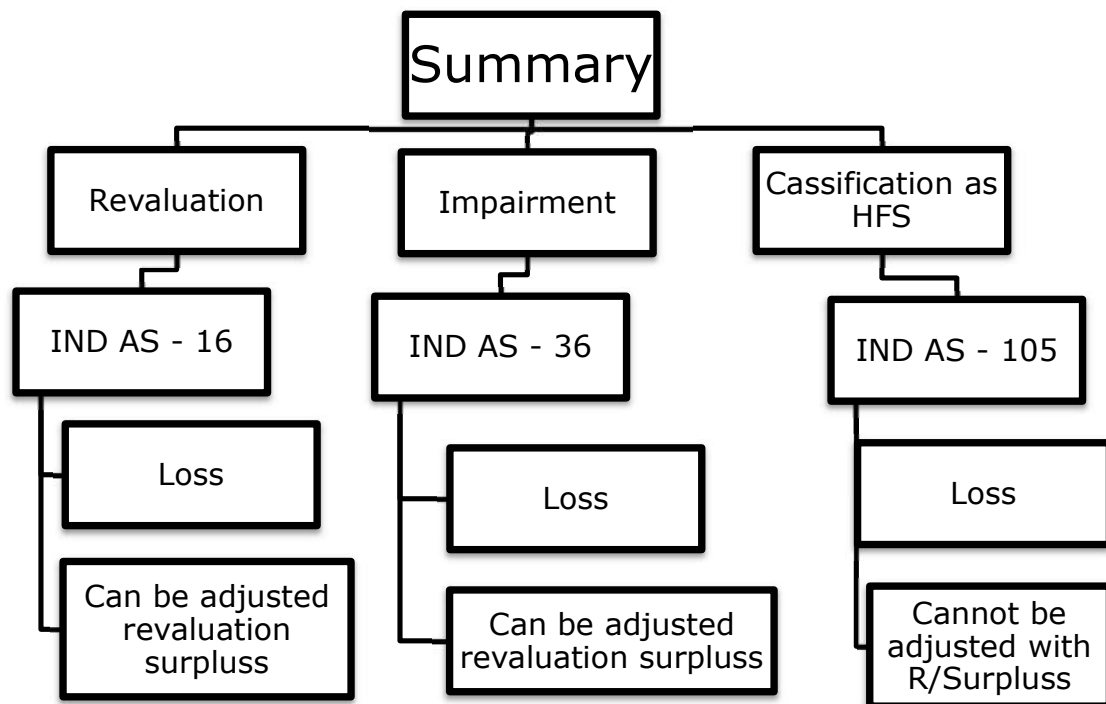 Summary
Revaluation
Impairment
Cassification as
HFS
IND AS - 16
IND AS - 36
IND AS - 105
Loss
Loss
Loss
Can be adjusted
revaluation
surpluss
Can be adjusted
revaluation surpluss
Cannot be
adjusted with
R/Surpluss